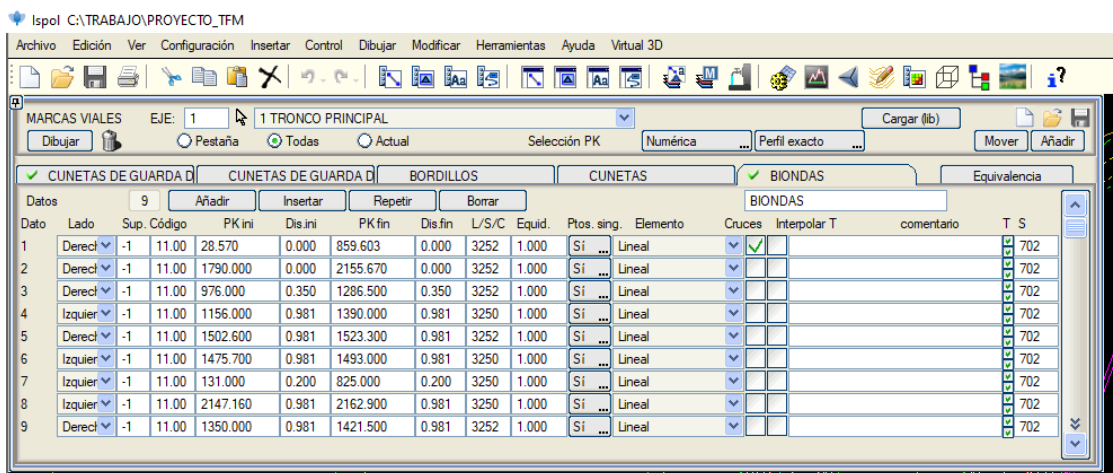 Ispol C:\TRABAJO\PROYECTO_TFM
Archivo Edición Ver Configuración Insertar Control Dibujar Modificar Herramientas Ayuda Virtual 3D
MARCAS VIALES EJE: 1 1 TRONCO PRINCIPAL Cargar (lib)
Dibujar Pestaña Todas Actual Selección PK Numérica ... Perfil exacto ... Mover Añadir
CUNETAS DE GUARDA D CUNETAS DE GUARDA D BORDILLOS CUNETAS BIONDAS Equivalencia
Datos 9 Añadir Insertar Repetir Borrar BIONDAS
Dato Lado Sup. Código PK ini Dis.ini PK fin Dis.fin L/S/C Equid. Ptos. sing. Elemento Cruces Interpolar T comentario T S
1 Derech -1 11.00 28.570 0.000 859.603 0.000 3252 1.000 Sí ... Lineal 702
2 Derech -1 11.00 1790.000 0.000 2155.670 0.000 3252 1.000 Sí ... Lineal 702
3 Derech -1 11.00 976.000 0.350 1286.500 0.350 3252 1.000 Sí ... Lineal 702
4 Izquier -1 11.00 1156.000 0.981 1390.000 0.981 3250 1.000 Sí ... Lineal 702
5 Derech -1 11.00 1502.600 0.981 1523.300 0.981 3252 1.000 Sí ... Lineal 702
6 Izquier -1 11.00 1475.700 0.981 1493.000 0.981 3250 1.000 Sí ... Lineal 702
7 Izquier -1 11.00 131.000 0.200 825.000 0.200 3250 1.000 Sí ... Lineal 702
8 Izquier -1 11.00 2147.160 0.981 2162.900 0.981 3250 1.000 Sí ... Lineal 702
9 Derech -1 11.00 1350.000 0.981 1421.500 0.981 3252 1.000 Sí ... Lineal 702